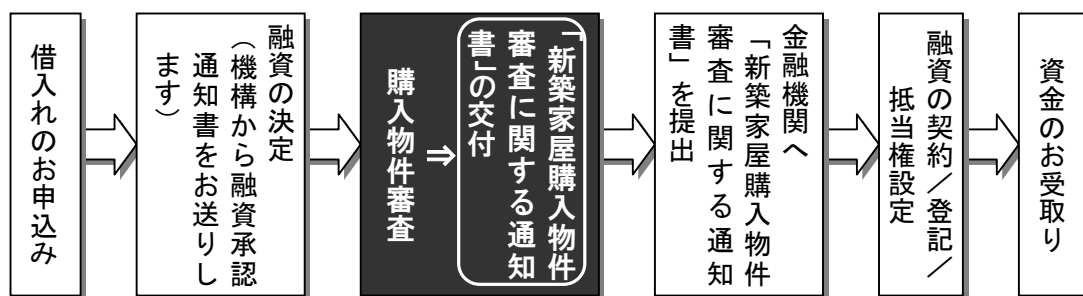 借入れのお申込み
融資の決定
（機構から融資承認
通知書をお送りし
ます）
購入物件審査
⇒
「新築家屋購入物件
審査に関する通知
書」の交付
金融機関へ
「新築家屋購入物件
審査に関する通知
書」を提出
融資の契約／登記／
抵当権設定
資金のお受取り